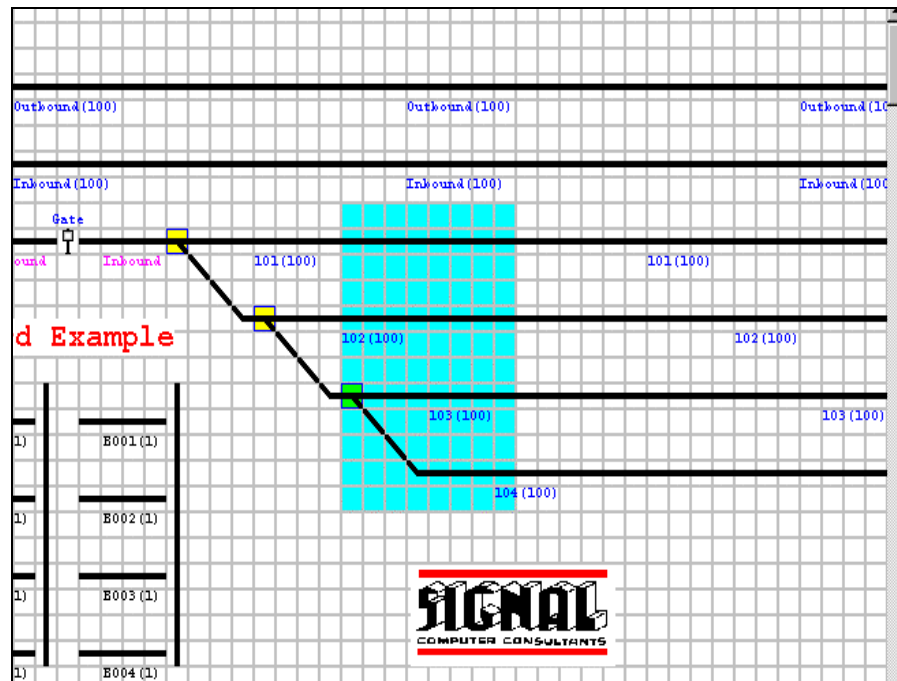 Outbound(100) Outbound(100) Outbound(10
Inbound(100) Inbound(100) Inbound(100
Gate
ound Inbound 101(100) 101(100)
d Example 102(100) 102(100)
103(100) 103(100)
1) B001(1)
104(100)
1) B002(1)
1) B003(1)
SIGNAL
COMPUTER CONSULTANTS
1) B004(1)